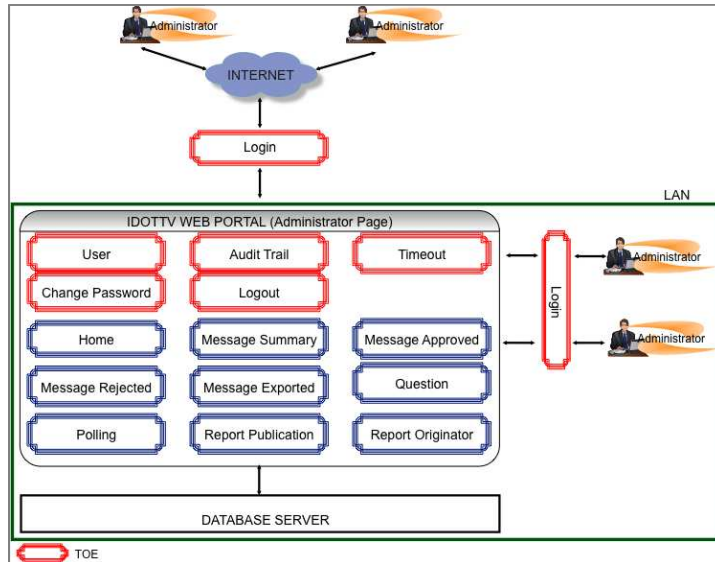 Administrator
Administrator
INTERNET
Login
LAN
IDOTTV WEB PORTAL (Administrator Page)
User
Audit Trail
Timeout
Change Password
Logout
Home
Message Summary
Message Approved
Message Rejected
Message Exported
Question
Polling
Report Publication
Report Originator
Login
Administrator
Administrator
DATABASE SERVER
TOE